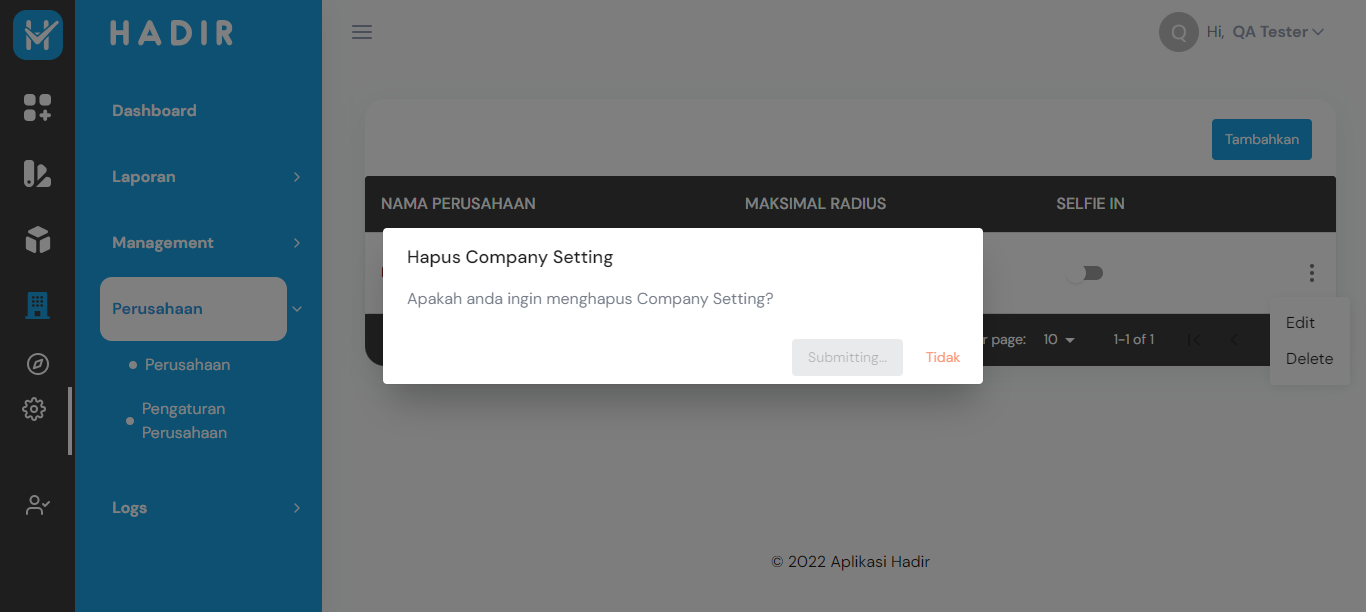 HADIR
Hi, QA Tester
Q
Dashboard
Laporan
Management
Perusahaan
Perusahaan
Pengaturan
Perusahaan
Logs
Tambahkan
NAMA PERUSAHAAN MAKSIMAL RADIUS SELFIE IN
Hapus Company Setting
Apakah anda ingin menghapus Company Setting?
Submitting...
Tidak
page: 10 1-1 of 1
Edit
Delete
© 2022 Aplikasi Hadir